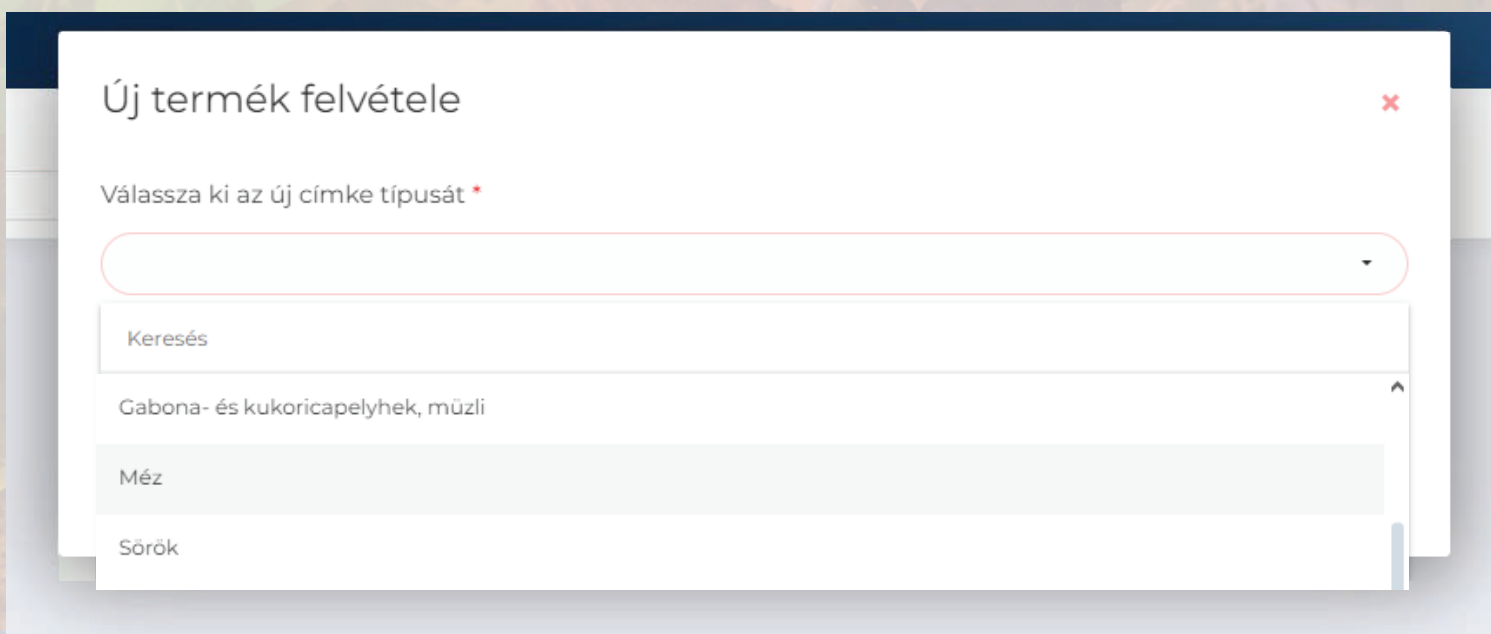 Új termék felvétele
Válassza ki az új címke típusát *
Keresés
Gabona- és kukoricapelyhek, müzli
Méz
Sörök